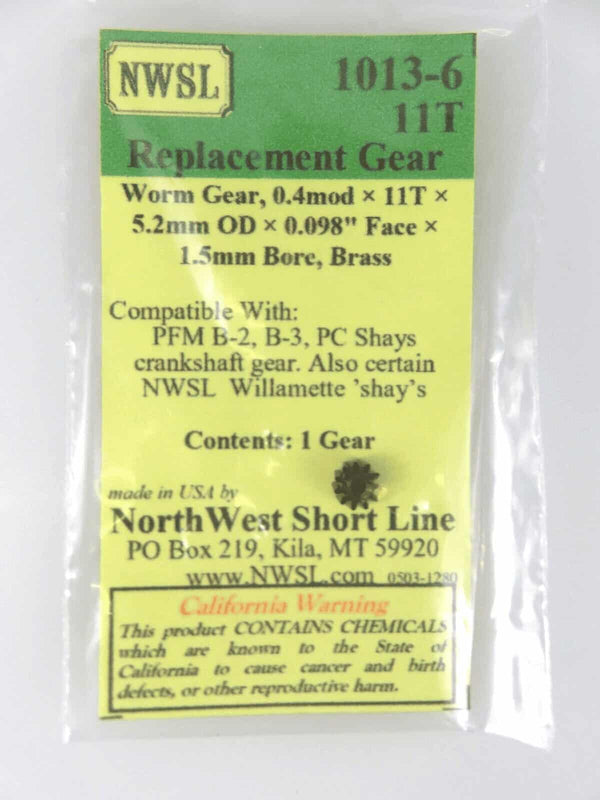 NWSL
1013-6
11T
Replacement Gear
Worm Gear, 0.4mod × 11T ×
5.2mm OD × 0.098" Face ×
1.5mm Bore, Brass
Compatible With:
PFM B-2, B-3, PC Shays
crankshaft gear. Also certain
NWSL Willamette 'shay's
Contents: 1 Gear
made in USA by
NorthWest Short Line
PO Box 219, Kila, MT 59920
www.NWSL.com 0503-1280
California Warning
This product CONTAINS CHEMICALS
which are known to the State of
California to cause cancer and birth
defects, or other reproductive harm.